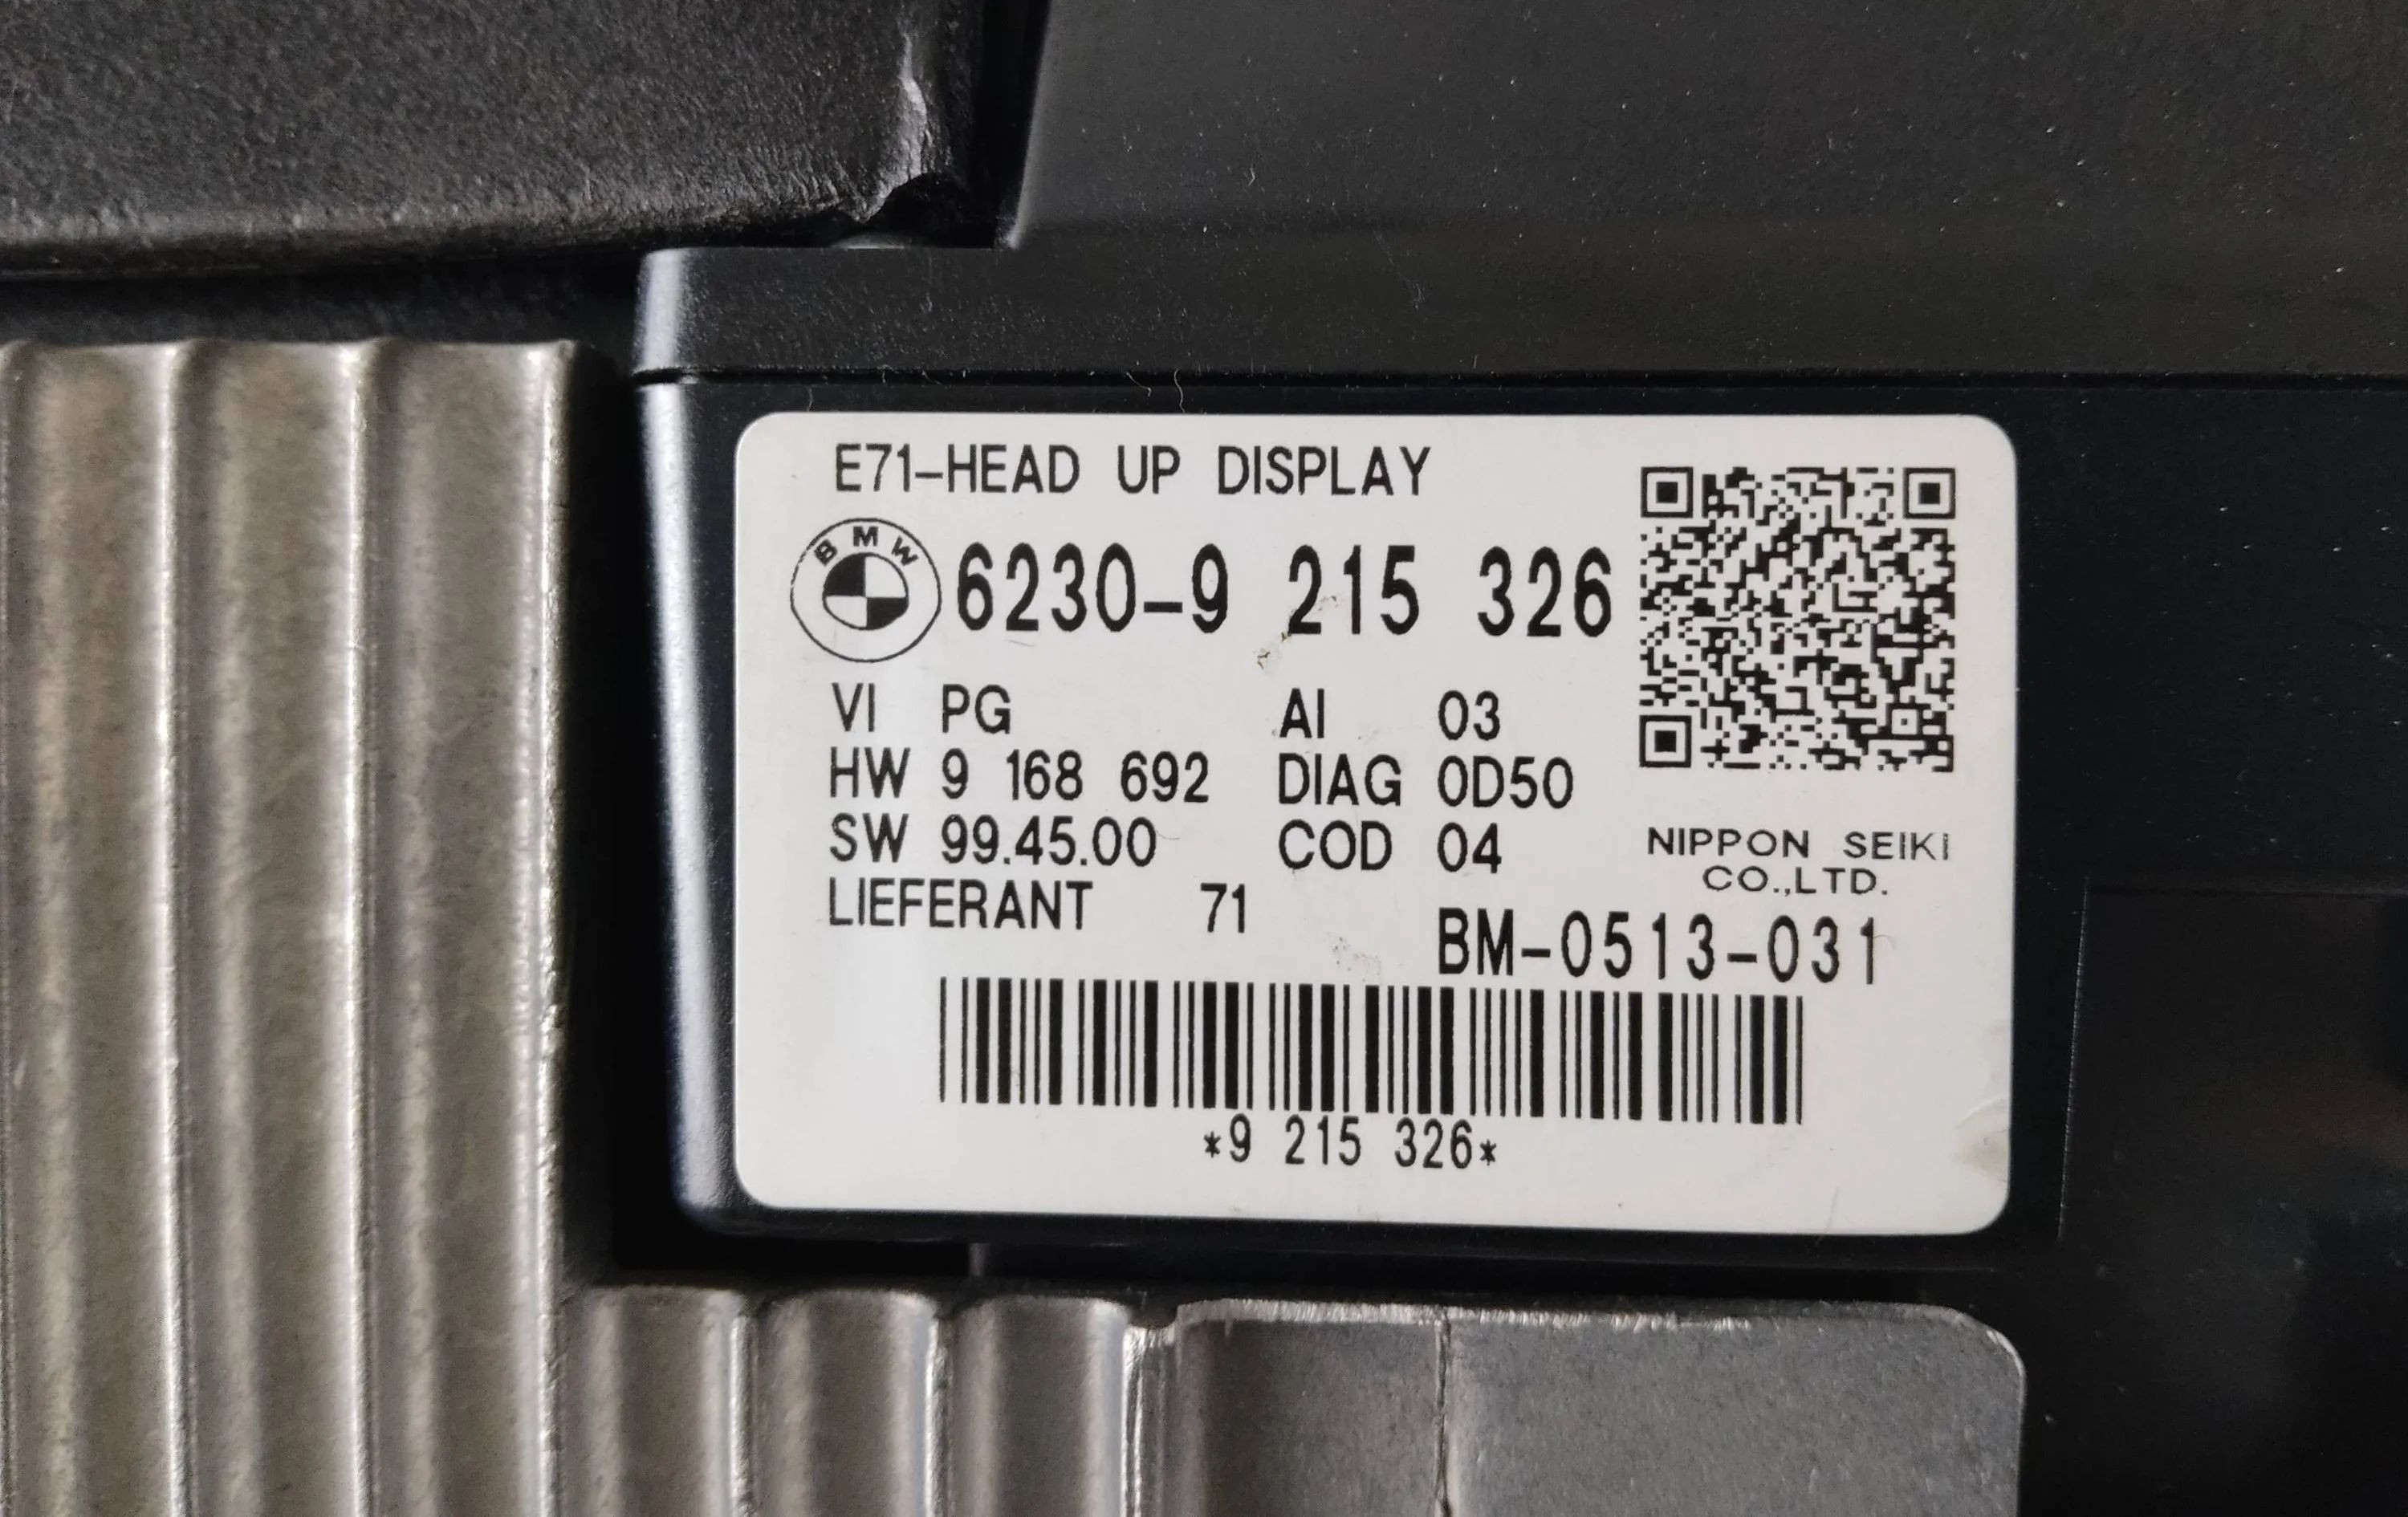 E71-HEAD UP DISPLAY
BMW
6230-9 215 326
VI PG AI 03
HW 9 168 692 DIAG 0D50
SW 99.45.00 COD 04
NIPPON SEIKI
CO.,LTD.
LIEFERANT 71
BM-0513-031
*9 215 326*